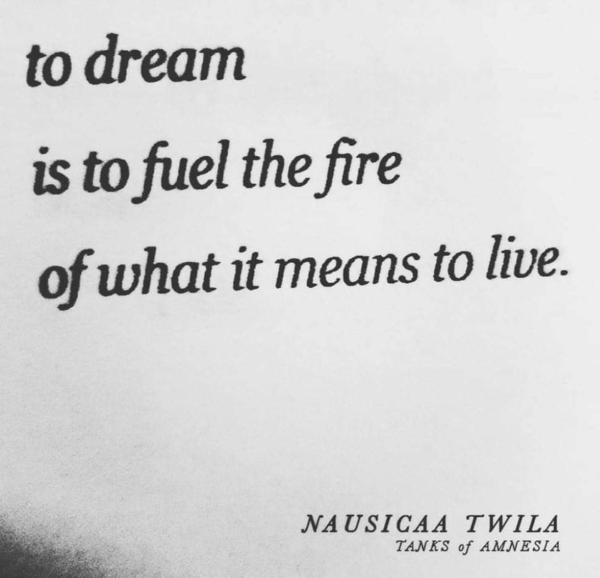 to dream
is to fuel the fire
of what it means to live.
NAUSICAA TWILA
TANKS of AMNESIA